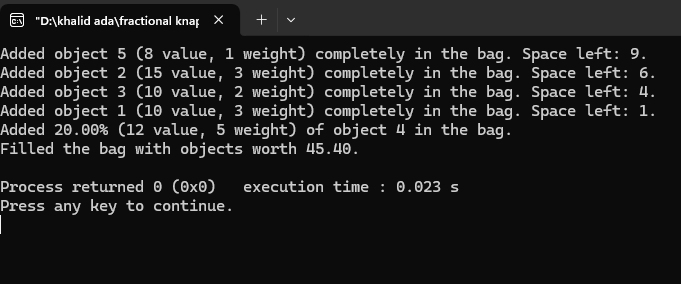 "D:\khalid ada\fractional knap
Added object 5 (8 value, 1 weight) completely in the bag. Space left: 9.
Added object 2 (15 value, 3 weight) completely in the bag. Space left: 6.
Added object 3 (10 value, 2 weight) completely in the bag. Space left: 4.
Added object 1 (10 value, 3 weight) completely in the bag. Space left: 1.
Added 20.00% (12 value, 5 weight) of object 4 in the bag.
Filled the bag with objects worth 45.40.
Process returned 0 (0x0)   execution time : 0.023 s
Press any key to continue.